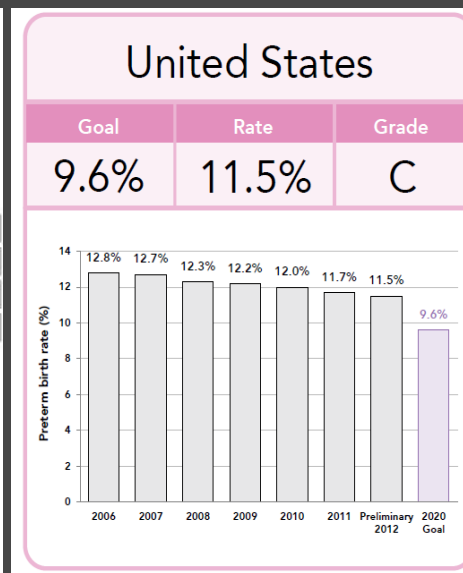 United States
Goal Rate Grade
9.6% 11.5% C
Preterm birth rate (%)
14
12
10
8
6
4
2
0
12.8% 12.7% 12.3% 12.2% 12.0% 11.7% 11.5% 9.6%
2006 2007 2008 2009 2010 2011 Preliminary 2020
2012 Goal